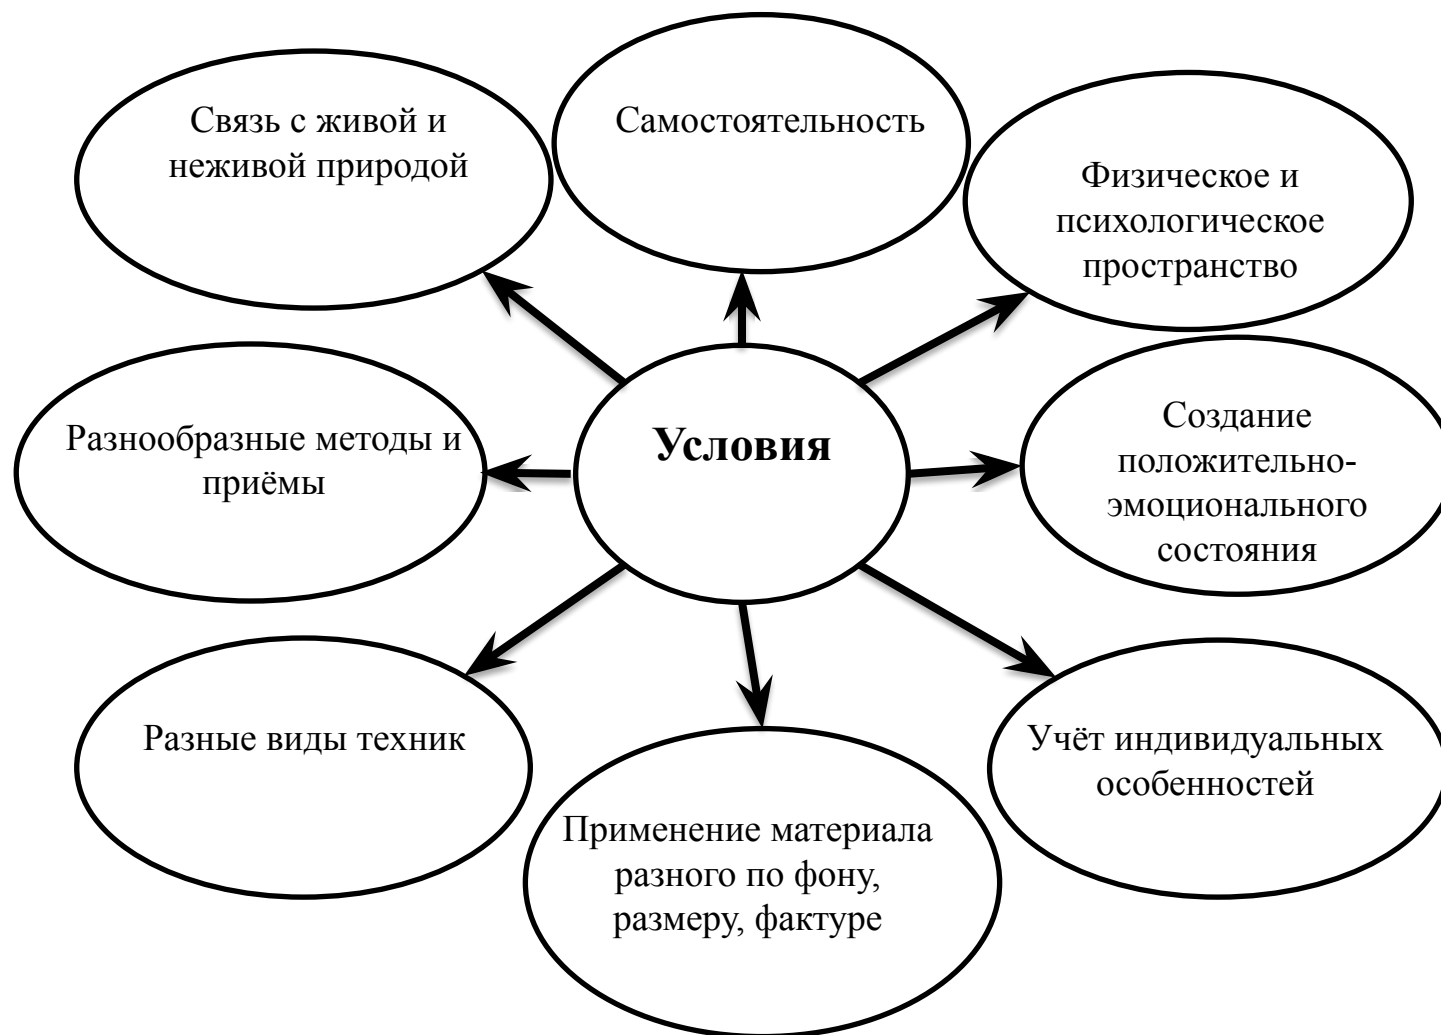 Связь с живой и
неживой природой
Самостоятельность
Физическое и
психологическое
пространство
Разнообразные методы и
приёмы
Условия
Создание
положительно-
эмоционального
состояния
Разные виды техник
Применение материала
разного по фону,
размеру, фактуре
Учёт индивидуальных
особенностей